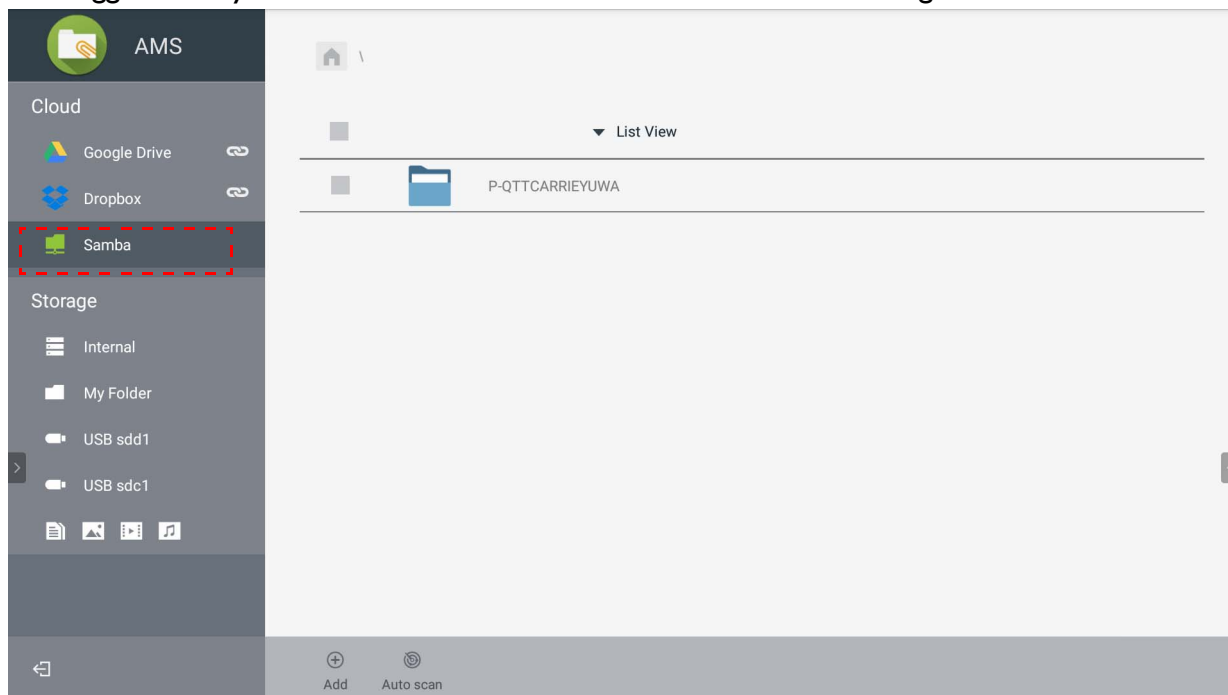 AMS
\
Cloud
List View
Google Drive
P-QTTCARRIEYUWA
Dropbox
Samba
Storage
Internal
My Folder
USB sdd1
USB sdc1
Add
Auto scan